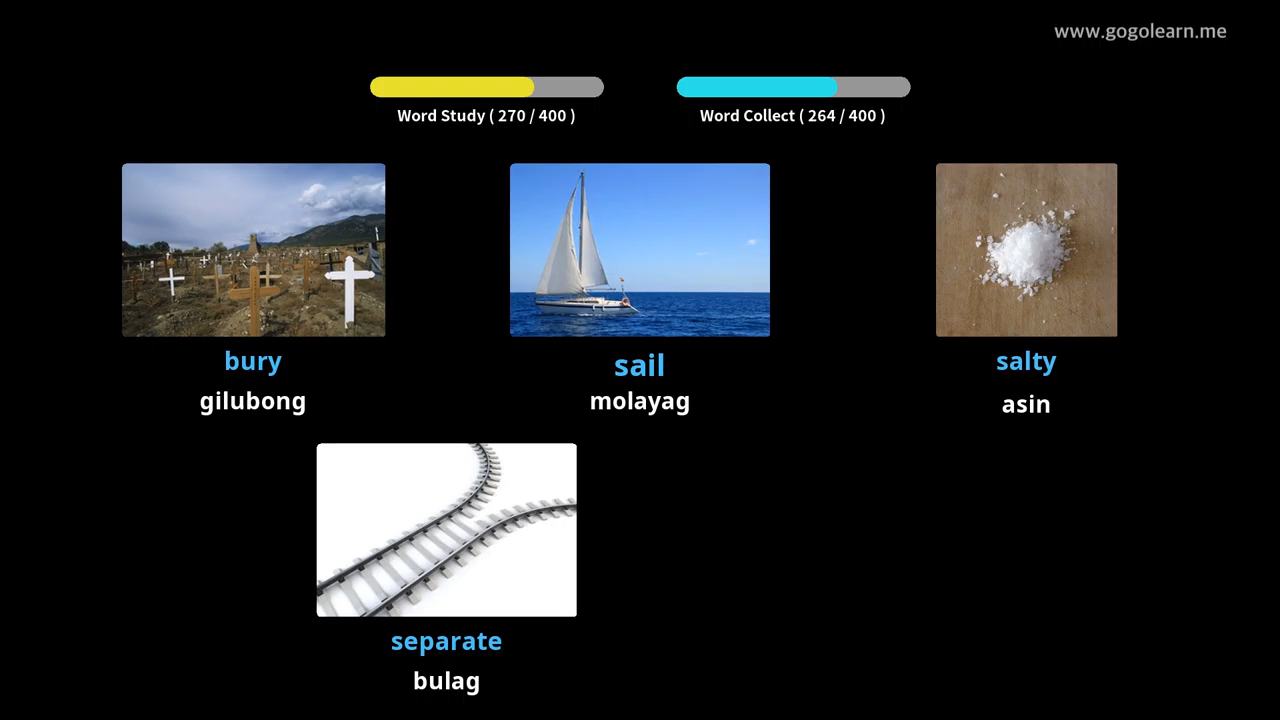 www.gogolearn.me
Word Study ( 270 / 400 )
Word Collect ( 264 / 400 )
bury
gilubong
sail
molayag
salty
asin
separate
bulag